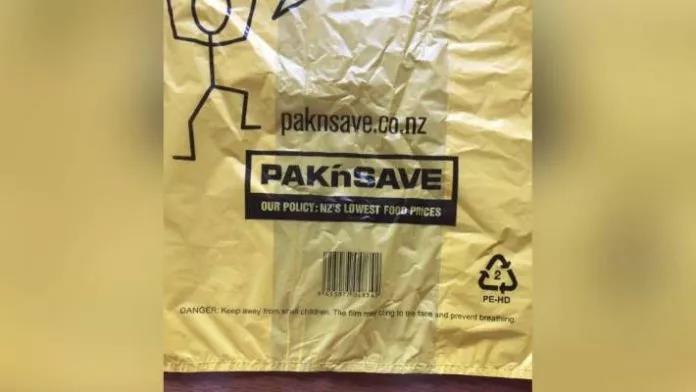 paknsave.co.nz
PAKńSAVE
OUR POLICY: NZ'S LOWEST FOOD PRICES
2
PE-HD
DANGER: Keep away from small children. The film may cling to the face and prevent breathing.